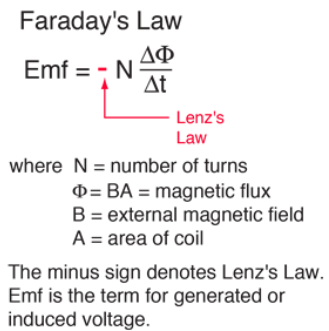 Faraday's Law
Emf = - N ΔΦ/Δt
Lenz's
Law
where N = number of turns
Φ= BA = magnetic flux
B = external magnetic field
A = area of coil
The minus sign denotes Lenz's Law.
Emf is the term for generated or
induced voltage.